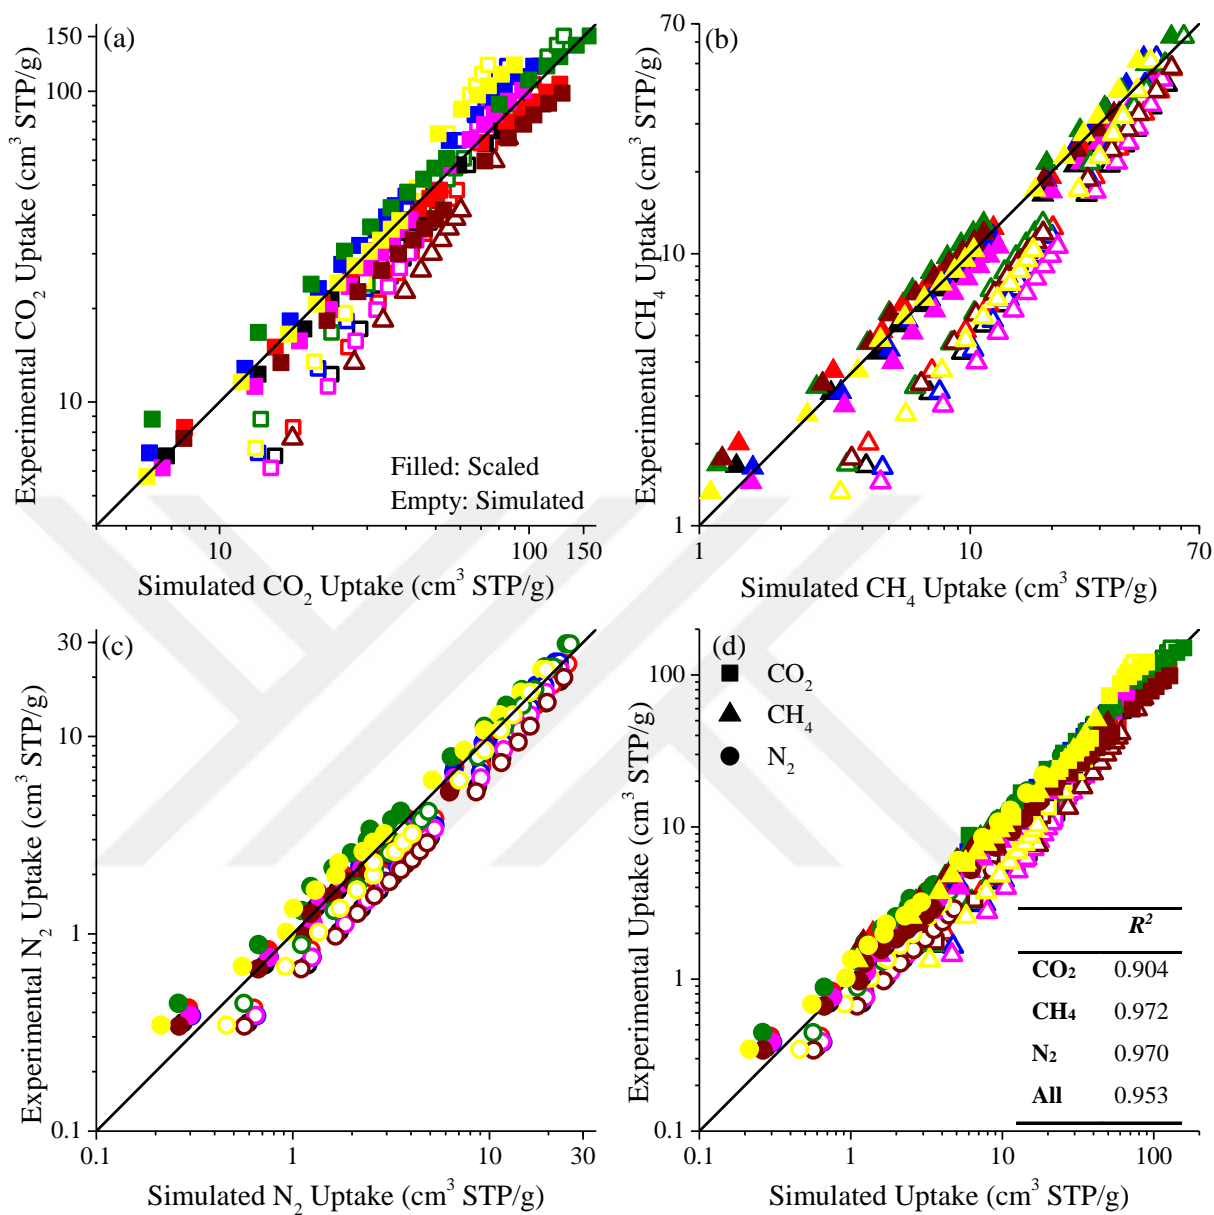 (a)
150
100
10
Experimental CO₂ Uptake (cm³ STP/g)
Filled: Scaled
Empty: Simulated
10
100
150
Simulated CO₂ Uptake (cm³ STP/g)
(b)
70
10
1
Experimental CH₄ Uptake (cm³ STP/g)
1
10
70
Simulated CH₄ Uptake (cm³ STP/g)
(c)
30
10
1
0.1
Experimental N₂ Uptake (cm³ STP/g)
0.1
1
10
30
Simulated N₂ Uptake (cm³ STP/g)
(d)
CO₂
CH₄
N₂
100
10
1
0.1
Experimental Uptake (cm³ STP/g)
R²
CO₂ 0.904
CH₄ 0.972
N₂ 0.970
All 0.953
0.1
1
10
100
Simulated Uptake (cm³ STP/g)